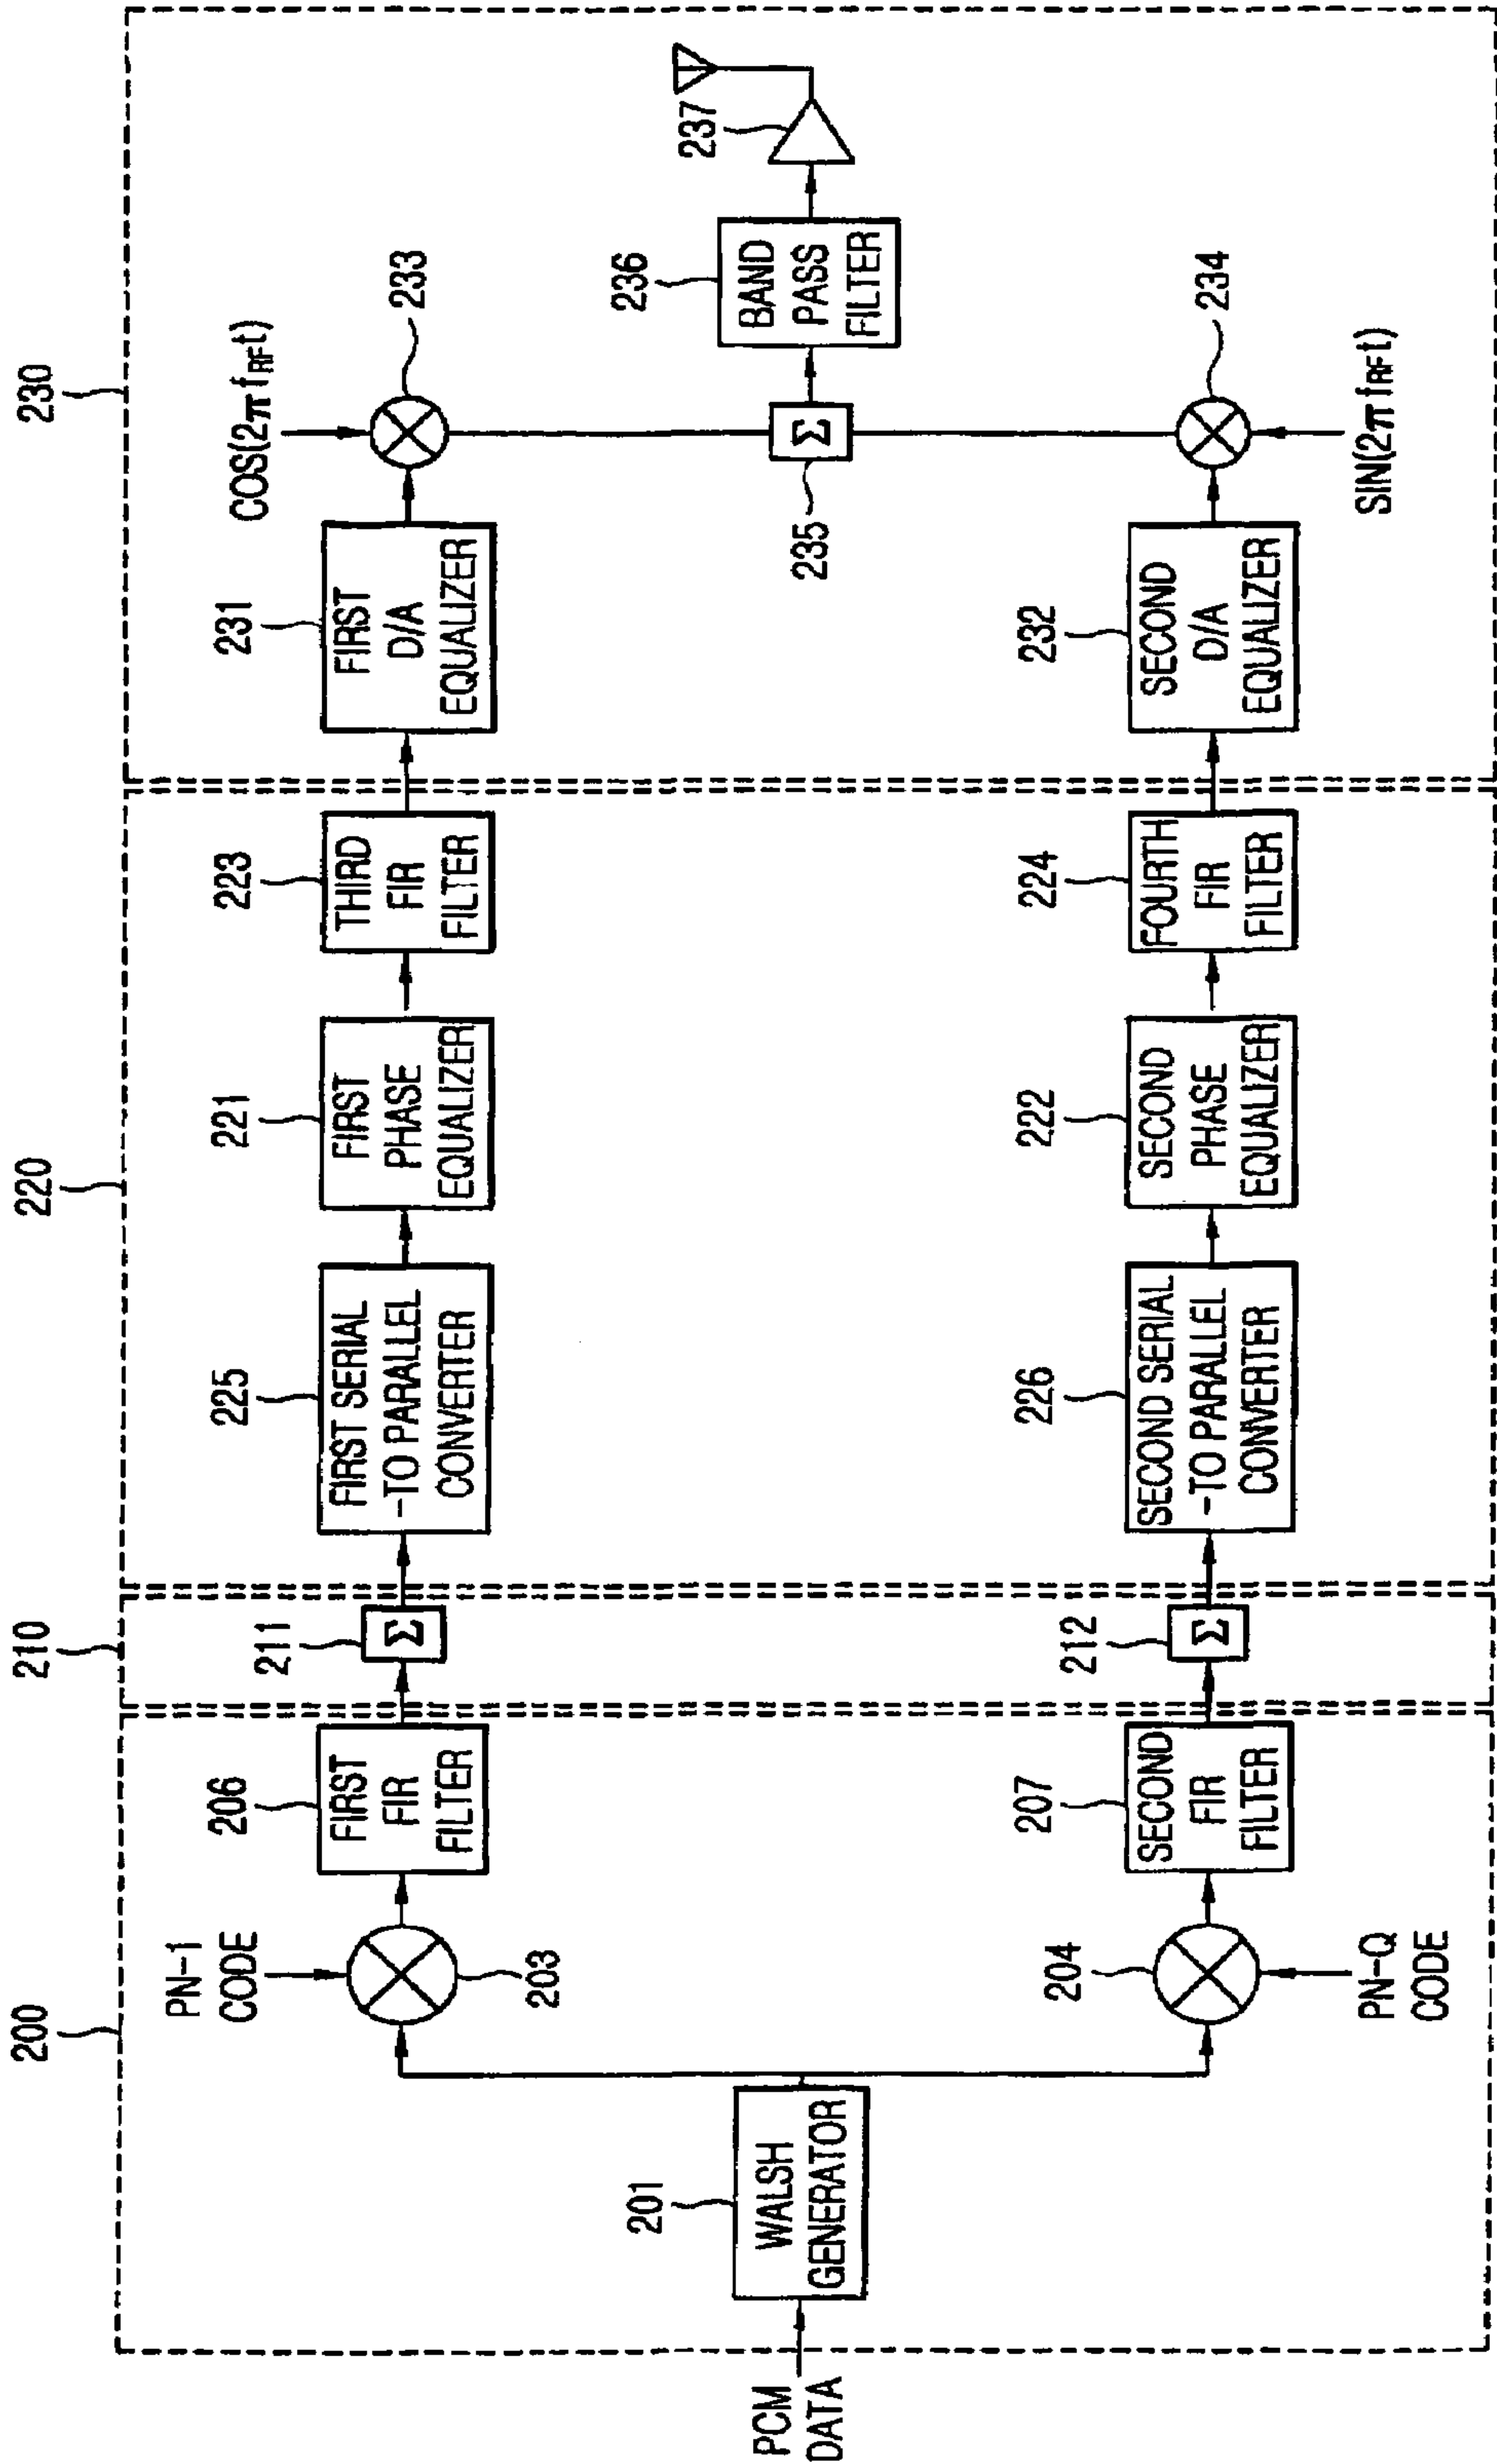 200
210
220
230
PN-1
CODE
206
FIRST
FIR
FILTER
203
211
Σ
225
FIRST SERIAL
-TO PARALLEL
CONVERTER
221
FIRST
PHASE
EQUALIZER
223
THIRD
FIR
FILTER
231
FIRST
D/A
EQUALIZER
COS(2π fRFt)
233
PCM
DATA
201
WALSH
GENERATOR
235
Σ
236
BAND
PASS
FILTER
237
204
PN-Q
CODE
207
SECOND
FIR
FILTER
212
Σ
226
SECOND SERIAL
-TO PARALLEL
CONVERTER
222
SECOND
PHASE
EQUALIZER
224
FOURTH
FIR
FILTER
232
SECOND
D/A
EQUALIZER
234
SIN(2π fRFt)